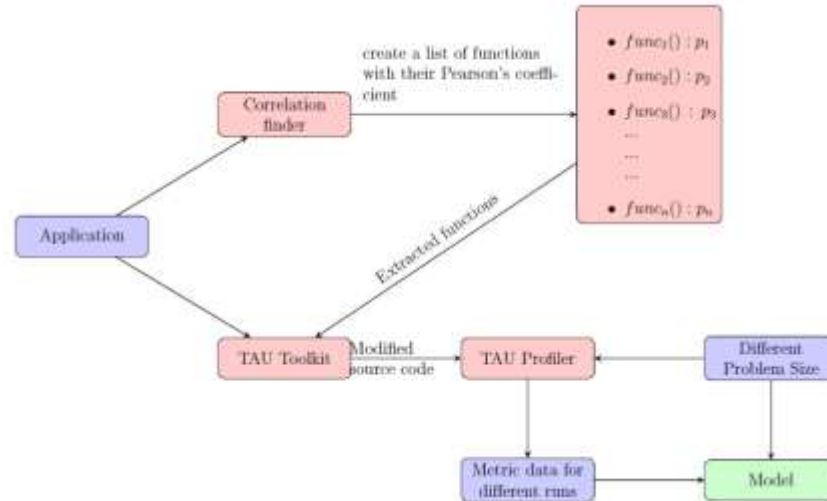 create a list of functions
with their Pearson's coeffi-
cient
• func₁() : p₁
• func₂() : p₂
• func₃() : p₃
...
...
...
• funcₙ() : pₙ
Correlation
finder
Application
Extracted functions
TAU Toolkit
Modified
source code
TAU Profiler
Different
Problem Size
Metric data for
different runs
Model